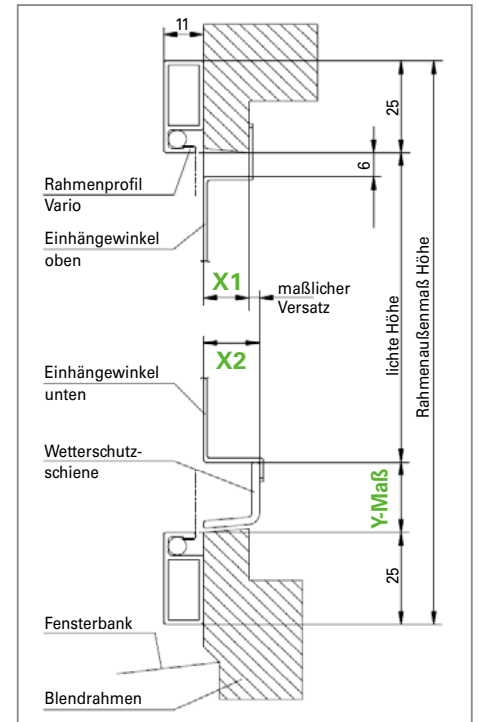 11
25
6
Rahmenprofil
Vario
Einhängewinkel
oben
X1
maßlicher
Versatz
X2
lichte Höhe
Rahmenaußenmaß Höhe
Einhängewinkel
unten
Wetterschutz-
schiene
Y-Maß
25
Fensterbank
Blendrahmen